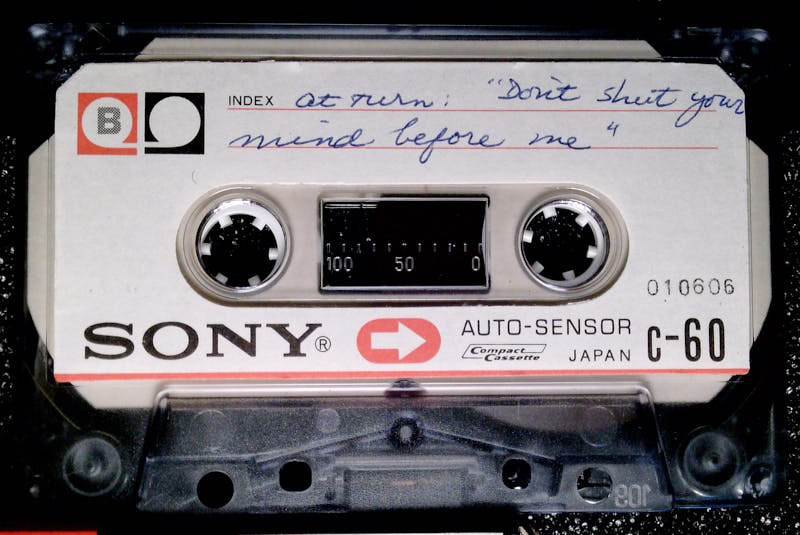 B INDEX at turn: "Don't shut your
mind before me"
100 50 0
010606
SONY® AUTO-SENSOR C-60
Compact Cassette JAPAN
108